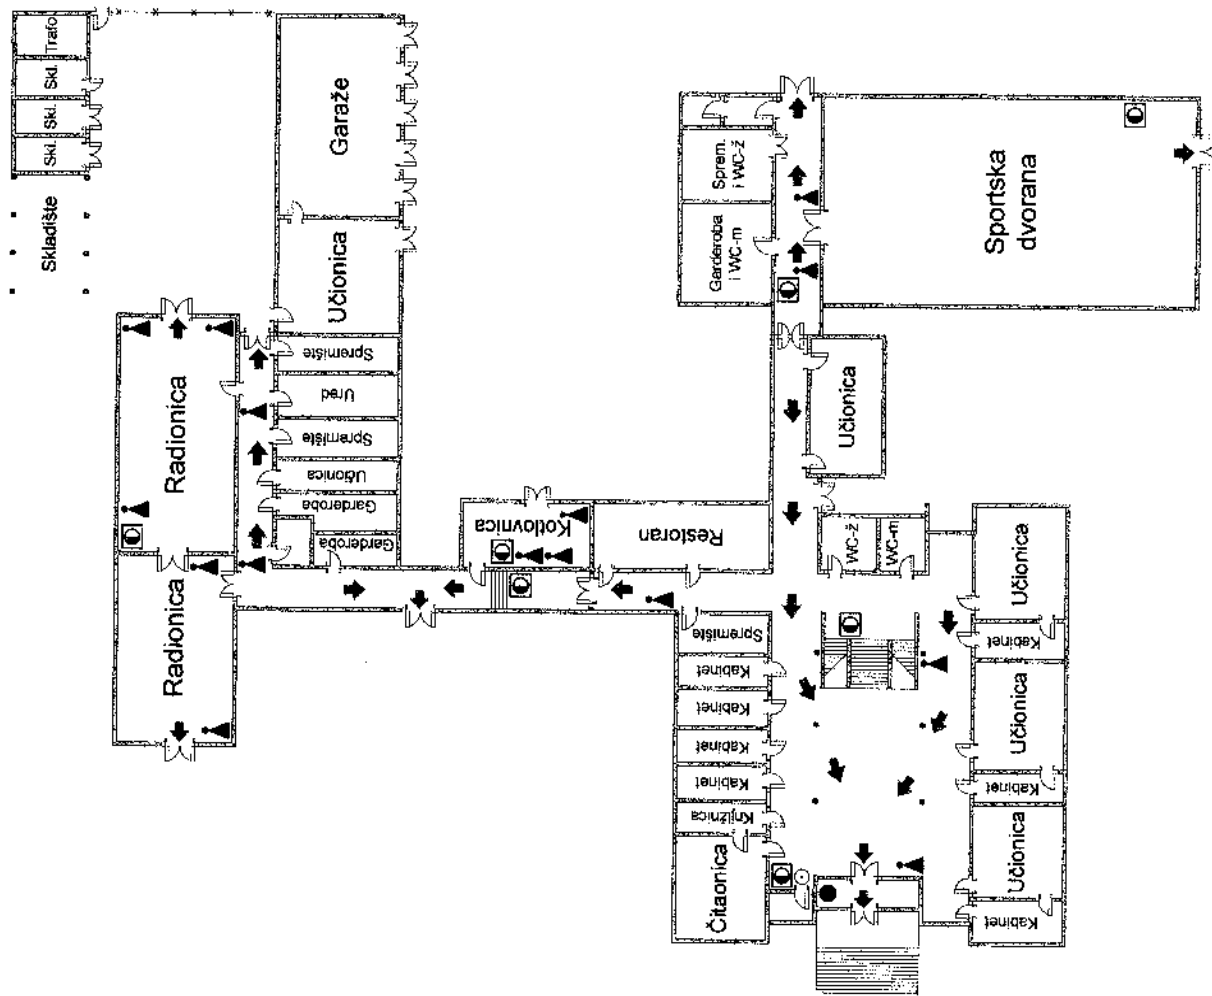 Trafo
Skl.
Skl.
Skl.
Skladište
Garaže
Učionica
Spremište
Ured
Spremište
Učionica
Garderoba
Garderoba
Radionica
Radionica
Kotlovnica
Restoran
Sprem.
i WC-ž
Garderoba
i WC-m
Sportska
dvorana
Učionica
WC-ž
WC-m
Spremište
Kabinet
Kabinet
Kabinet
Kabinet
Knjižnica
Čitaonica
Učionica
Kabinet
Učionica
Kabinet
Učionica
Kabinet